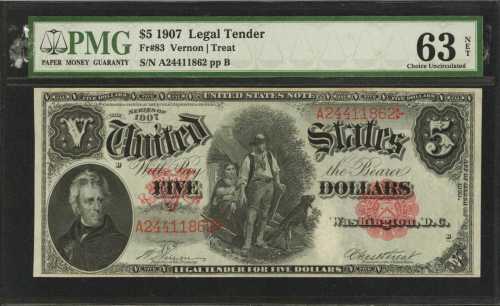 PMG
PAPER MONEY GUARANTY
$5 1907 Legal Tender
Fr#83 Vernon | Treat
S/N A24411862 pp B
63 NET
Choice Uncirculated
UNITED STATES NOTE
SERIES OF
1907
V
United States
5
A24411862
Will Pay the Bearer
FIVE DOLLARS
A24411862
Washington, D.C.
LEGAL TENDER FOR FIVE DOLLARS